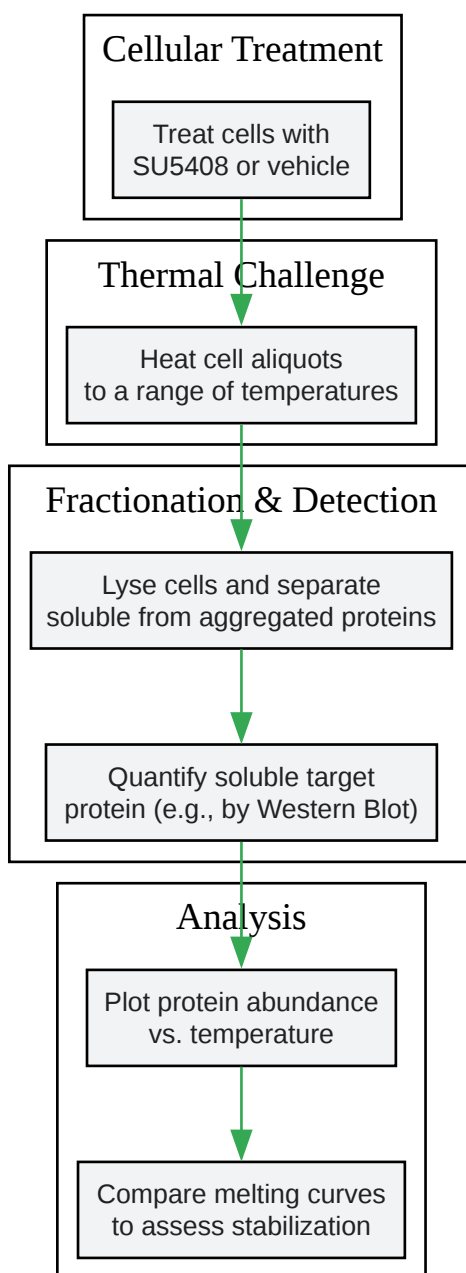 Cellular Treatment
Treat cells with
SU5408 or vehicle
Thermal Challenge
Heat cell aliquots
to a range of temperatures
Fractionation & Detection
Lyse cells and separate
soluble from aggregated proteins
Quantify soluble target
protein (e.g., by Western Blot)
Analysis
Plot protein abundance
vs. temperature
Compare melting curves
to assess stabilization